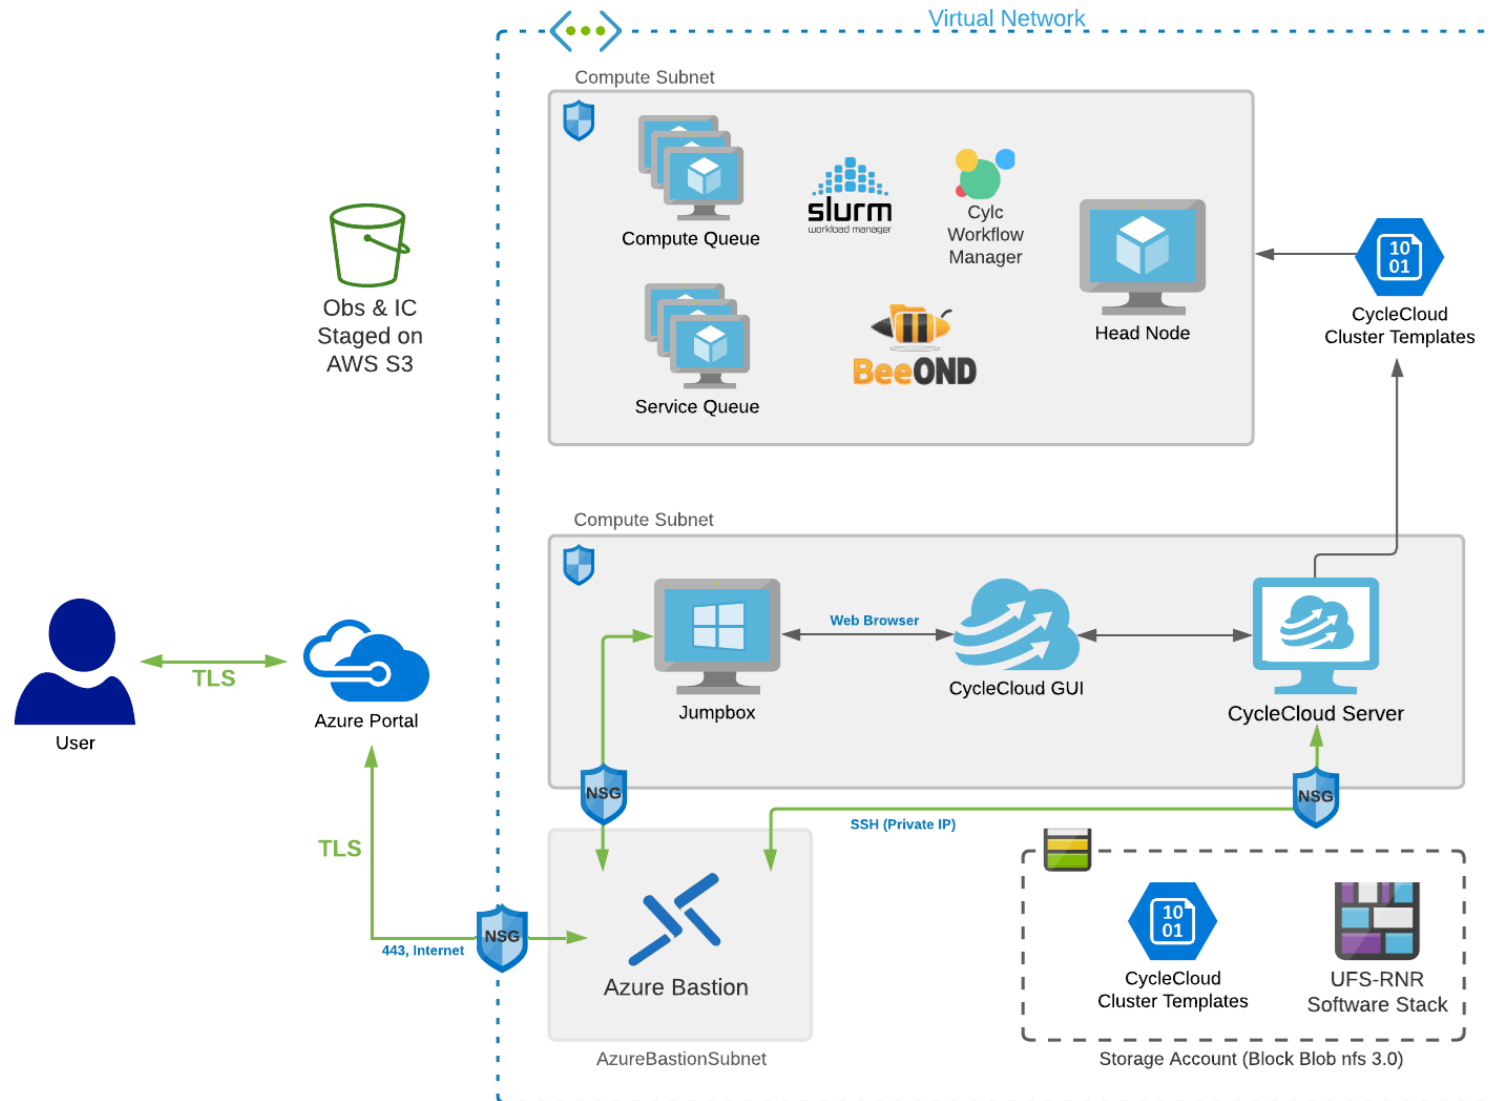 Virtual Network
Compute Subnet
Compute Queue
slurm
workload manager
Cylc
Workflow
Manager
Head Node
Service Queue
BeeOND
10
01
CycleCloud
Cluster Templates
Obs & IC
Staged on
AWS S3
Compute Subnet
User
TLS
Azure Portal
Jumpbox
Web Browser
CycleCloud GUI
CycleCloud Server
NSG
NSG
SSH (Private IP)
TLS
443, Internet
NSG
Azure Bastion
AzureBastionSubnet
10
01
CycleCloud
Cluster Templates
UFS-RNR
Software Stack
Storage Account (Block Blob nfs 3.0)